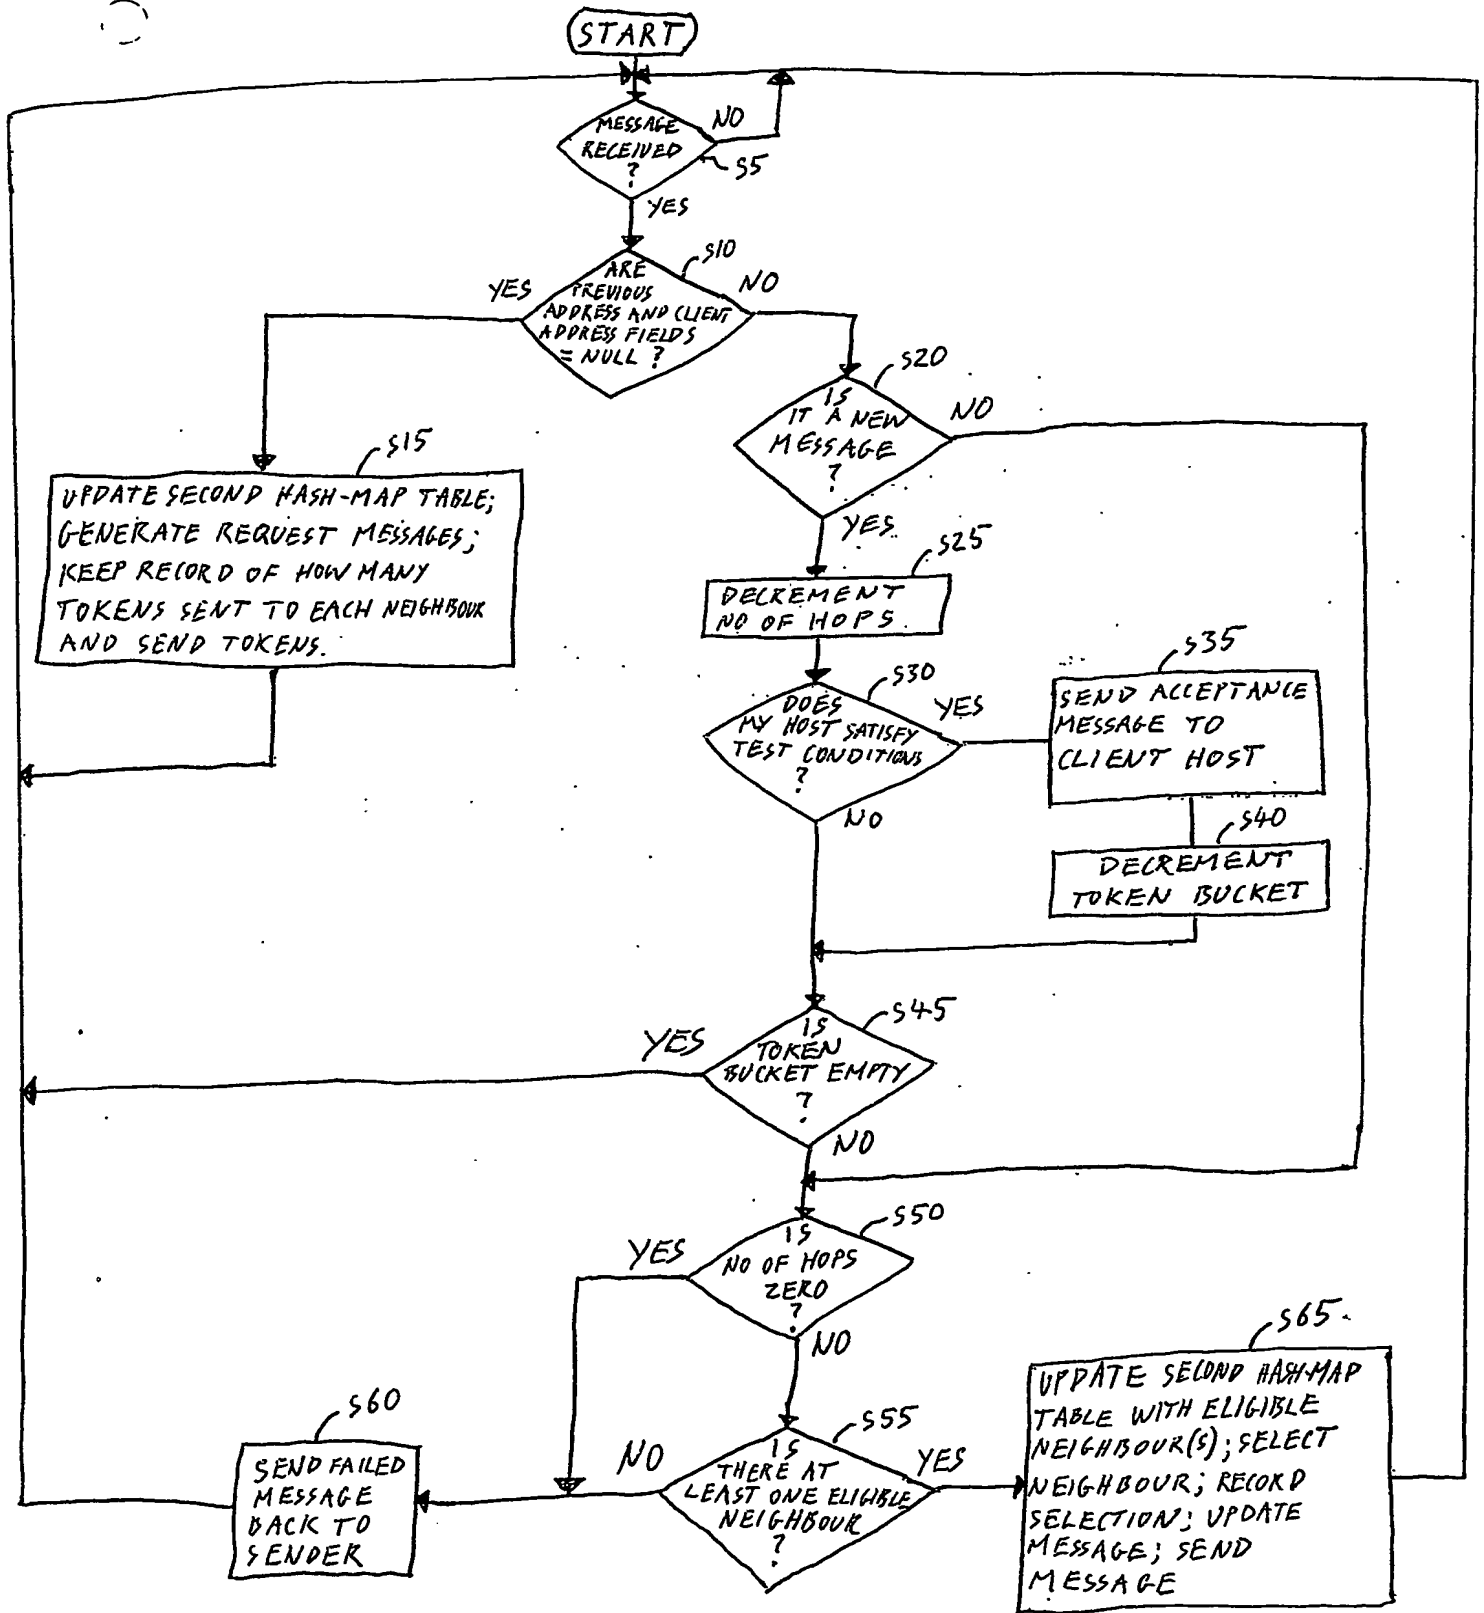 START
MESSAGE
RECEIVED
?
NO
S5
YES
S10
ARE
PREVIOUS
ADDRESS AND CLIENT
ADDRESS FIELDS
= NULL ?
YES
NO
S20
IS
IT A NEW
MESSAGE
?
NO
YES
S15
UPDATE SECOND HASH-MAP TABLE;
GENERATE REQUEST MESSAGES;
KEEP RECORD OF HOW MANY
TOKENS SENT TO EACH NEIGHBOUR
AND SEND TOKENS.
S25
DECREMENT
NO OF HOPS
S30
DOES
MY HOST SATISFY
TEST CONDITIONS
?
YES
NO
S35
SEND ACCEPTANCE
MESSAGE TO
CLIENT HOST
S40
DECREMENT
TOKEN BUCKET
S45
IS
TOKEN
BUCKET EMPTY
?
YES
NO
S50
IS
NO OF HOPS
ZERO
?
YES
NO
S55
IS
THERE AT
LEAST ONE ELIGIBLE
NEIGHBOUR
?
NO
YES
S60
SEND FAILED
MESSAGE
BACK TO
SENDER
S65
UPDATE SECOND HASH-MAP
TABLE WITH ELIGIBLE
NEIGHBOUR(S); SELECT
NEIGHBOUR; RECORD
SELECTION; UPDATE
MESSAGE; SEND
MESSAGE